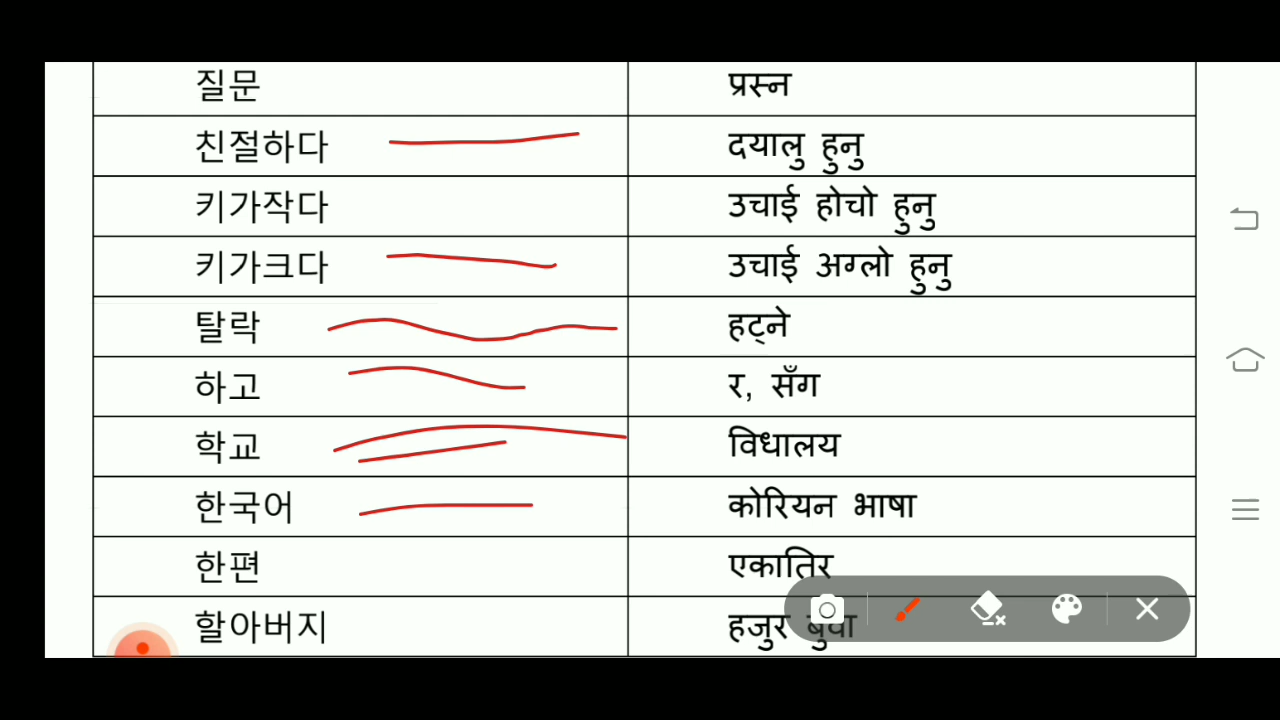 질문 प्रस्न
친절하다 दयालु हुनु
키가작다 उचाई होचो हुनु
키가크다 उचाई अग्लो हुनु
탈락 हट्ने
하고 र, सँग
학교 विधालय
한국어 कोरियन भाषा
한편 एकातिर
할아버지 हजुर बुवा